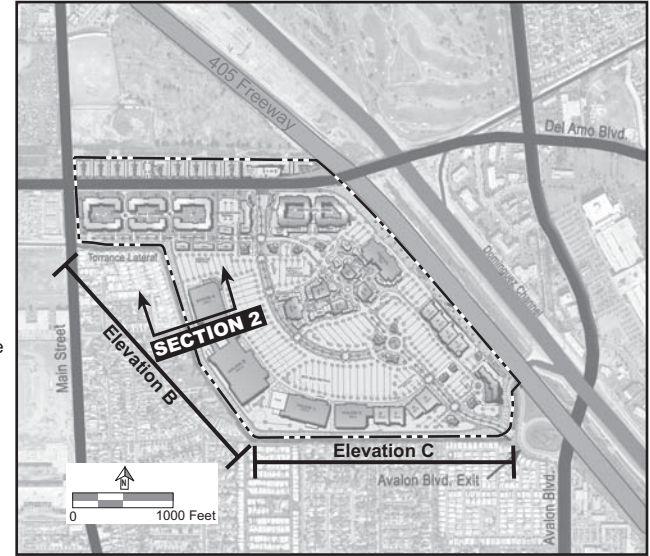 405 Freeway
Del Amo Blvd.
Torrance Lateral
Dominguez Channel
e
SECTION 2
Main Street
Elevation B
Elevation C
N
0 1000 Feet
Avalon Blvd. Exit
Avalon Blvd.